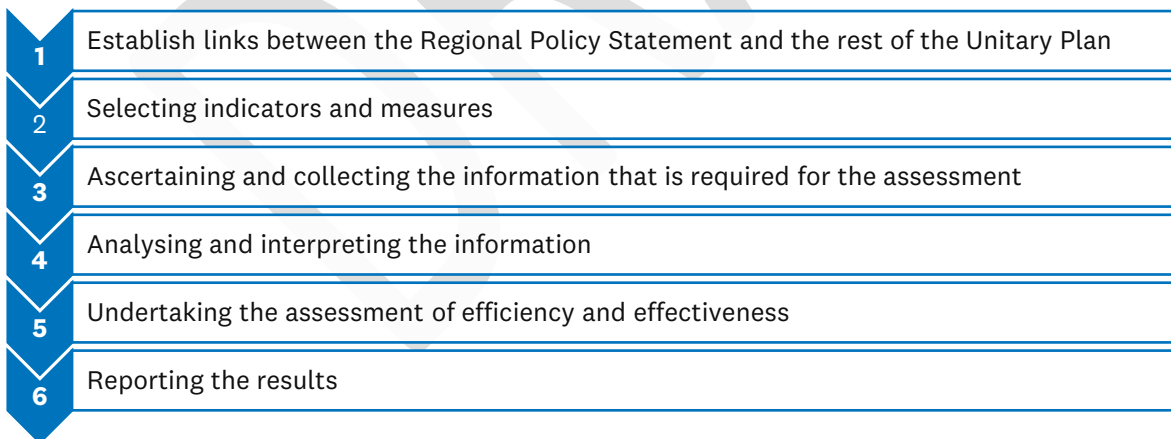 1 Establish links between the Regional Policy Statement and the rest of the Unitary Plan
2 Selecting indicators and measures
3 Ascertaining and collecting the information that is required for the assessment
4 Analysing and interpreting the information
5 Undertaking the assessment of efficiency and effectiveness
6 Reporting the results